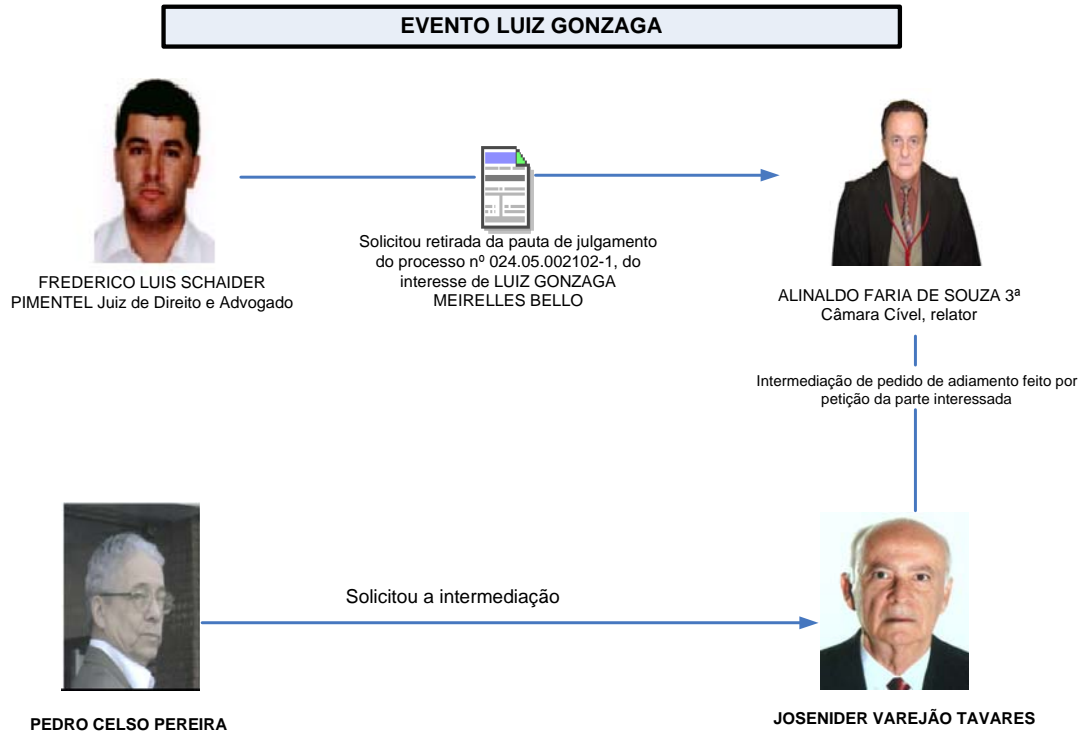 EVENTO LUIZ GONZAGA
FREDERICO LUIS SCHAIDER
PIMENTEL Juiz de Direito e Advogado
Solicitou retirada da pauta de julgamento
do processo nº 024.05.002102-1, do
interesse de LUIZ GONZAGA
MEIRELLES BELLO
ALINALDO FARIA DE SOUZA 3ª
Câmara Cível, relator
Intermediação de pedido de adiamento feito por
petição da parte interessada
Solicitou a intermediação
PEDRO CELSO PEREIRA
JOSENIDER VAREJÃO TAVARES